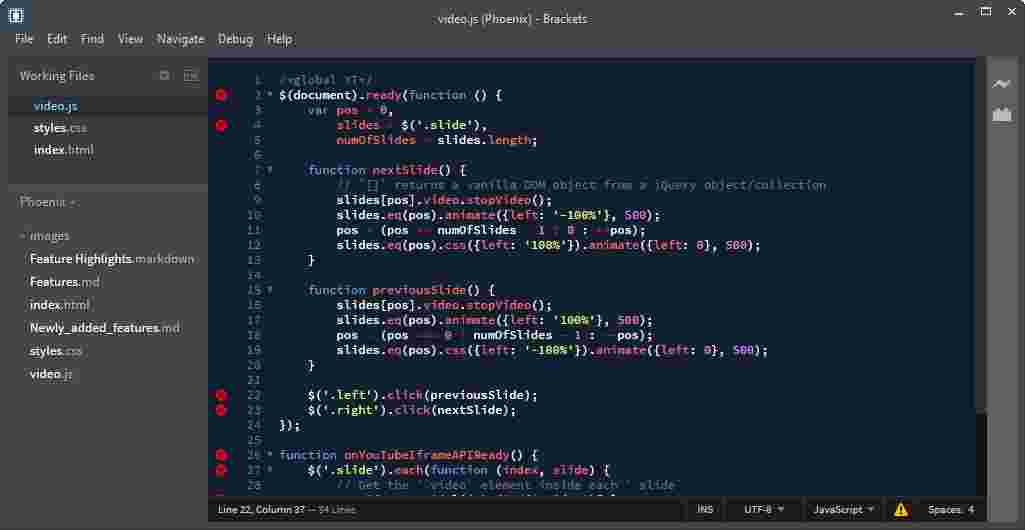 video.js (Phoenix) - Brackets
File Edit Find View Navigate Debug Help
Working Files
video.js
styles.css
index.html
Phoenix
images
Feature Highlights.markdown
Features.md
index.html
Newly_added_features.md
styles.css
video.js
1 /*global YT*/
2 $(document).ready(function () {
3 var pos = 0,
4 slides = $('.slide'),
5 numOfSlides = slides.length;
6
7 function nextSlide() {
8 // `[]` returns a vanilla DOM object from a jQuery object/collection
9 slides[pos].video.stopVideo();
10 slides.eq(pos).animate({left: '-100%'}, 500);
11 pos = (pos numOfSlides - 1 ? 0 : ++pos);
12 slides.eq(pos).css({left: '100%'}).animate({left: 0}, 500);
13 }
14
15 function previousSlide() {
16 slides[pos].video.stopVideo();
17 slides.eq(pos).animate({left: '100%'}, 500);
18 pos = (pos 0 numOfSlides - 1 : pos);
19 slides.eq(pos).css({left: '-100%'}).animate({left: 0}, 500);
20 }
21
22 $('.left').click(previousSlide);
23 $('.right').click(nextSlide);
24 });
25
26 function onYouTubeIframeAPIReady() {
27 $('.slide').each(function (index, slide) {
28 // Get the `.video` element inside each slide
Line 22, Column 37 — 54 Lines
INS UTF-8 JavaScript Spaces: 4